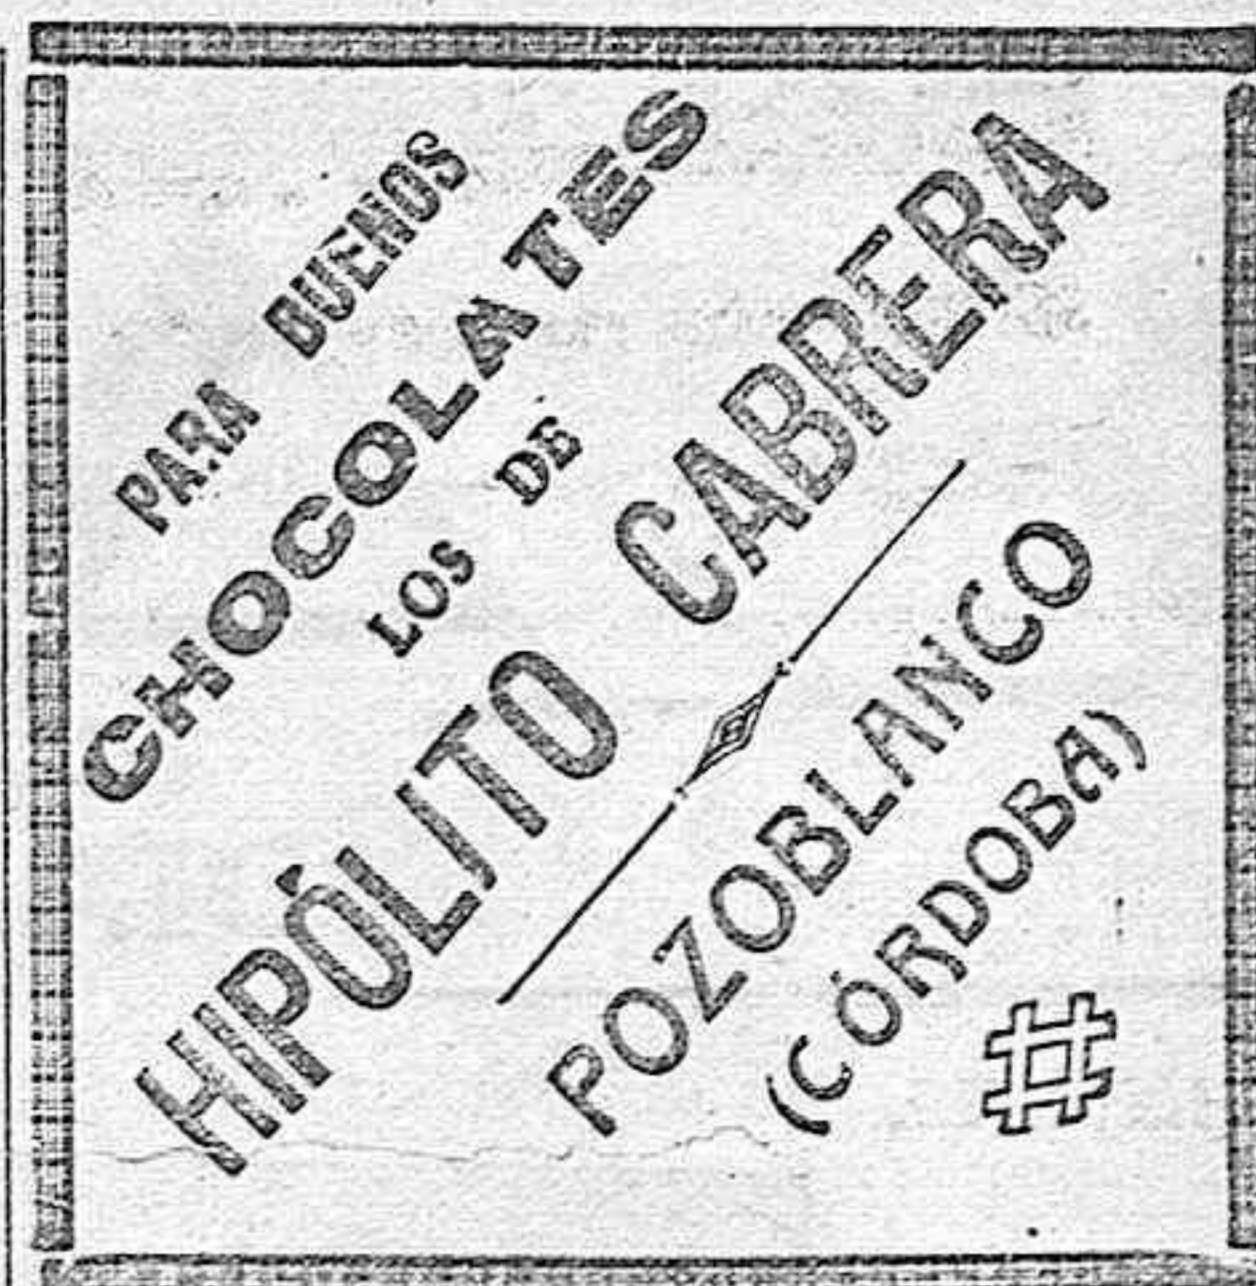 PARA BUENOS
CHOCOLATES
LOS DE
HIPÓLITO CABRERA
POZOBLANCO
(CÓRDOBA)